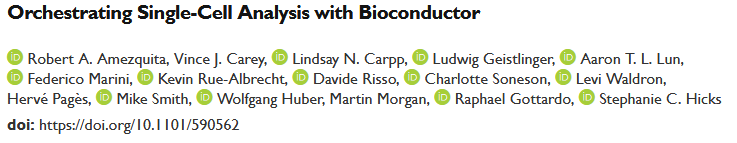 Orchestrating Single-Cell Analysis with Bioconductor
Robert A. Amezquita, Vince J. Carey, Lindsay N. Carpp, Ludwig Geistlinger, Aaron T. L. Lun,
Federico Marini, Kevin Rue-Albrecht, Davide Risso, Charlotte Soneson, Levi Waldron,
Hervé Pagès, Mike Smith, Wolfgang Huber, Martin Morgan, Raphael Gottardo, Stephanie C. Hicks
doi: https://doi.org/10.1101/590562